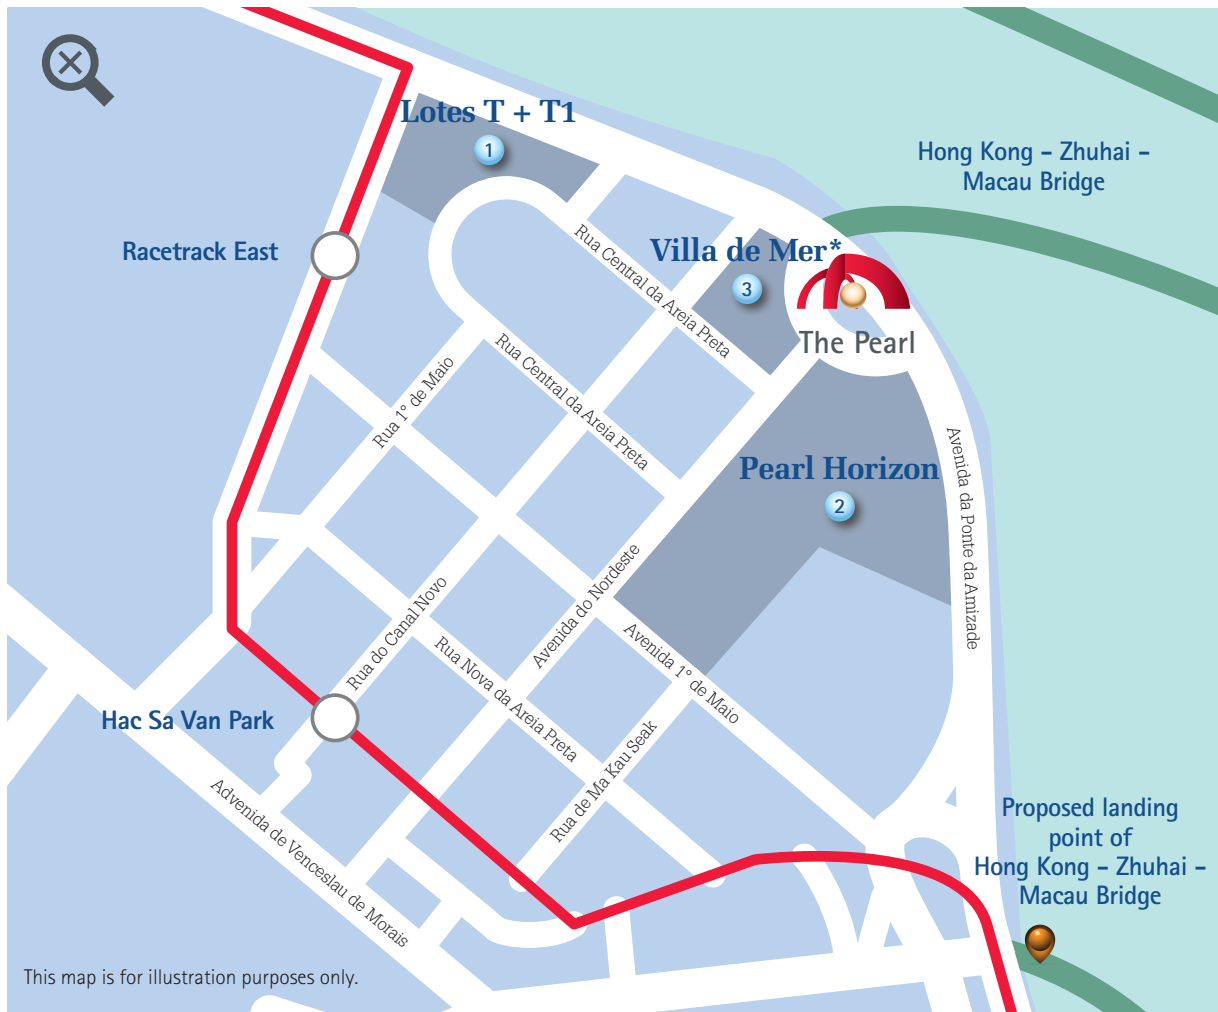 Lotes T + T1
1
Hong Kong – Zhuhai –
Macau Bridge
Racetrack East
Rua Central da Areia Preta
Villa de Mer*
3
The Pearl
Rua Central da Areia Preta
Rua 1° de Maio
Pearl Horizon
2
Avenida da Ponte da Amizade
Avenida do Nordeste
Rua do Canal Novo
Avenida 1° de Maio
Rua Nova da Areia Preta
Hac Sa Van Park
Rua de Ma Kau Seak
Advenida de Venceslau de Morais
Proposed landing
point of
Hong Kong – Zhuhai –
Macau Bridge
This map is for illustration purposes only.